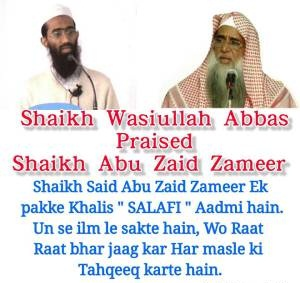 Shaikh Wasiullah Abbas
Praised
Shaikh Abu Zaid Zameer
Shaikh Said Abu Zaid Zameer Ek
pakke Khalis " SALAFI " Aadmi hain.
Un se ilm le sakte hain, Wo Raat
Raat bhar jaag kar Har masle ki
Tahqeeq karte hain.